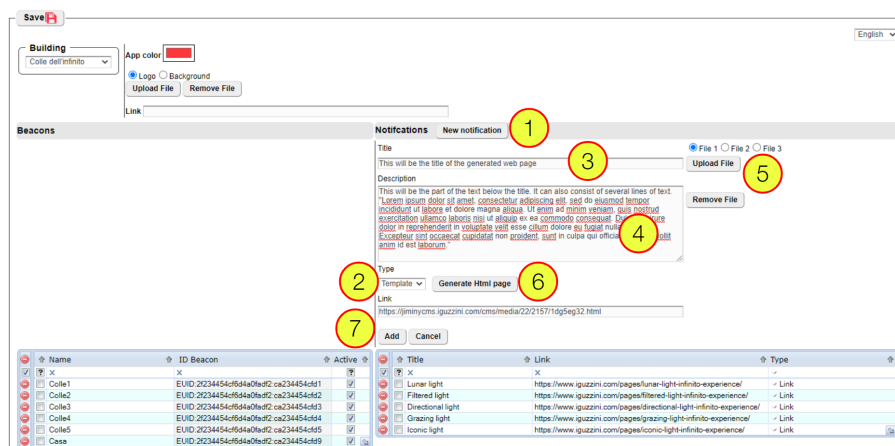 Save
English
Building
Colle dell'infinito
App color
Logo Background
Upload File Remove File
Link
Beacons
Notifcations New notification 1
Title
This will be the title of the generated web page 3
File 1 File 2 File 3
Upload File 5
Remove File
Description
This will be the part of the text below the title. It can also consist of several lines of text.
"Lorem ipsum dolor sit amet, consectetur adipiscing elit, sed do eiusmod tempor
incididunt ut labore et dolore magna aliqua. Ut enim ad minim veniam, quis nostrud
exercitation ullamco laboris nisi ut aliquip ex ea commodo consequat. irure
dolor in reprehenderit in voluptate velit esse cillum dolore eu fugiat
Excepteur sint occaecat cupidatat non proident, sunt in culpa qui
anim id est laborum."
4
Type
2 Template Generate Html page 6
Link
https://jiminycms.iguzzini.com/cms/media/22/2157/1dg5eg32.html
7 Add Cancel
Name ID Beacon Active
? X X ?
Colle1 EUID:2f234454cf6d4a0fadf2:ca234454cfd1
Colle2 EUID:2f234454cf6d4a0fadf2:ca234454cfd2
Colle3 EUID:2f234454cf6d4a0fadf2:ca234454cfd3
Colle4 EUID:2f234454cf6d4a0fadf2:ca234454cfd4
Colle5 EUID:2f234454cf6d4a0fadf2:ca234454cfd5
Casa EUID:2f234454cf6d4a0fadf2:ca234454cfd9
Title Link Type
? X X
Lunar light https://www.iguzzini.com/pages/lunar-light-infinito-experience/ Link
Filtered light https://www.iguzzini.com/pages/filtered-light-infinito-experience/ Link
Directional light https://www.iguzzini.com/pages/directional-light-infinito-experience/ Link
Grazing light https://www.iguzzini.com/pages/grazing-light-infinito-experience/ Link
Iconic light https://www.iguzzini.com/pages/iconic-light-infinito-experience/ Link